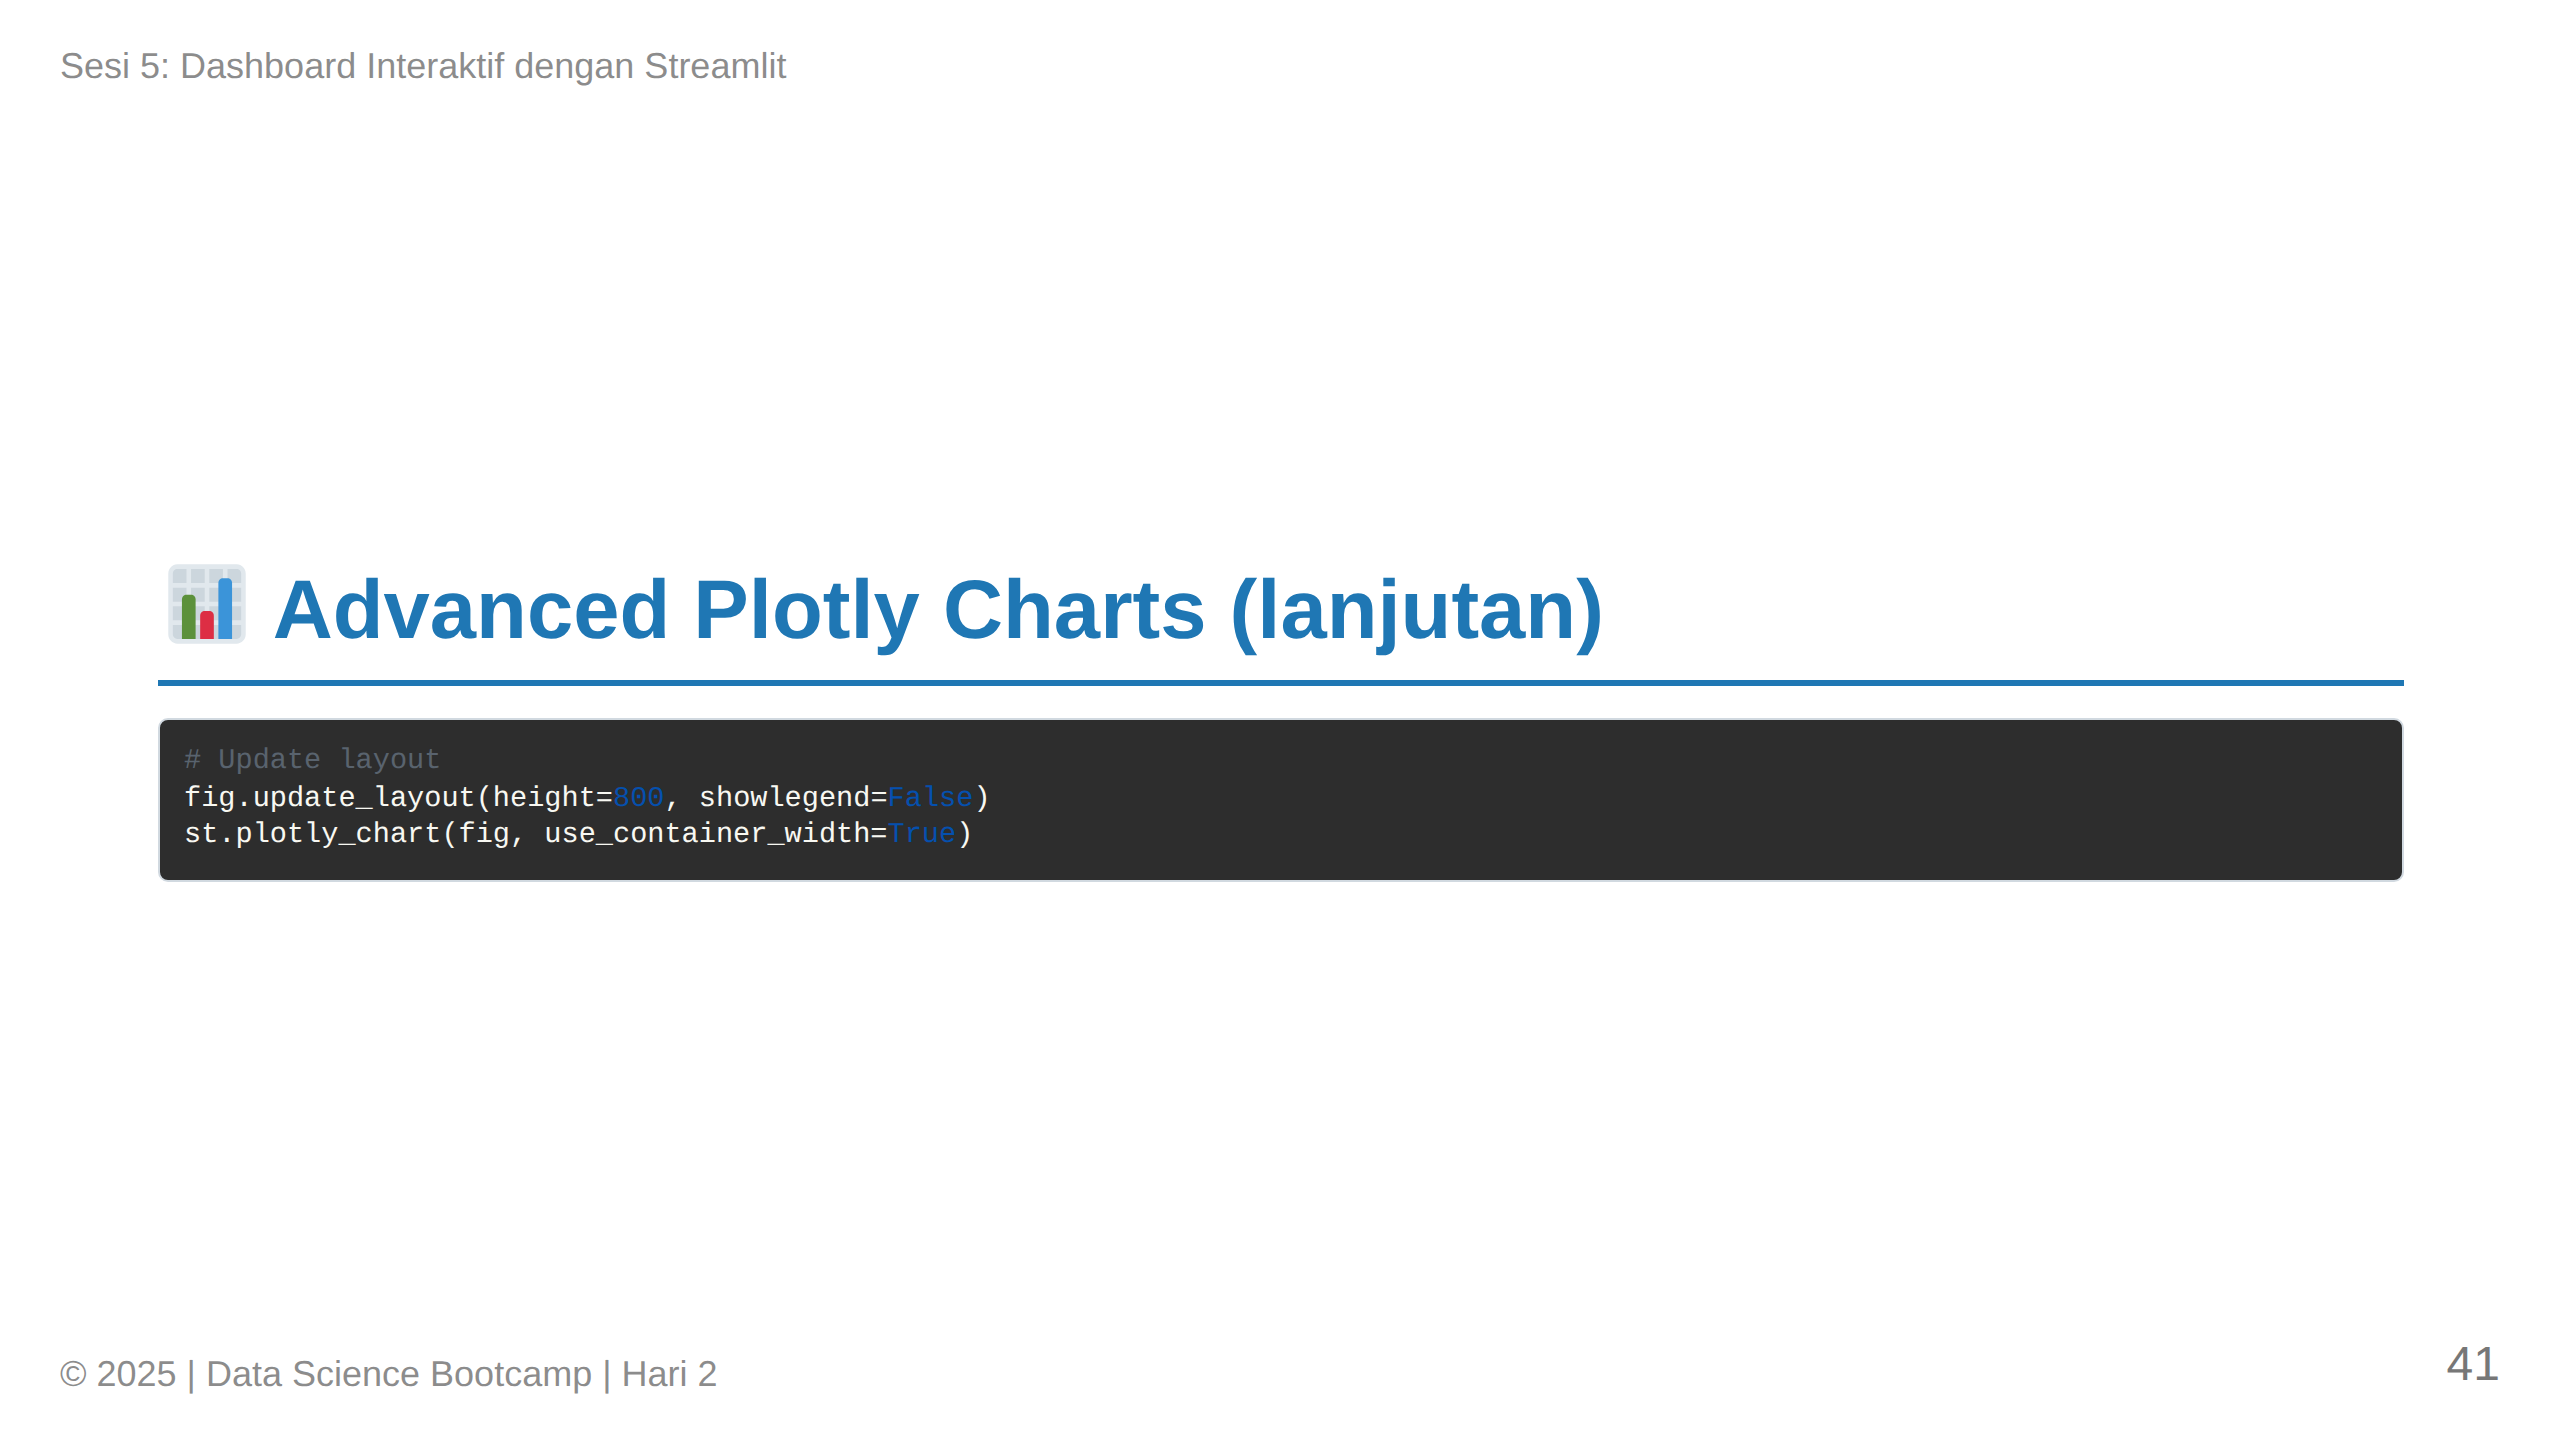 Sesi 5: Dashboard Interaktif dengan Streamlit
Advanced Plotly Charts (lanjutan)
# Update layout
fig.update_layout(height=800, showlegend=False)
st.plotly_chart(fig, use_container_width=True)
© 2025 | Data Science Bootcamp | Hari 2
41